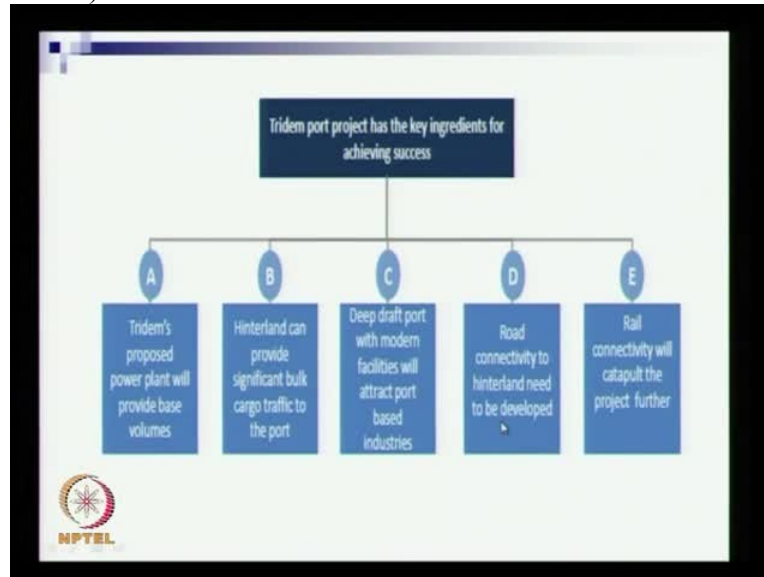 Tridem port project has the key ingredients for
achieving success
A
B
C
D
E
Tridem's
proposed
power plant will
provide base
volumes
Hinterland can
provide
significant bulk
cargo traffic to
the port
Deep draft port
with modern
facilities will
attract port
based
industries
Road
connectivity to
hinterland need
to be developed
Rail
connectivity will
catapult the
project further
NPTEL